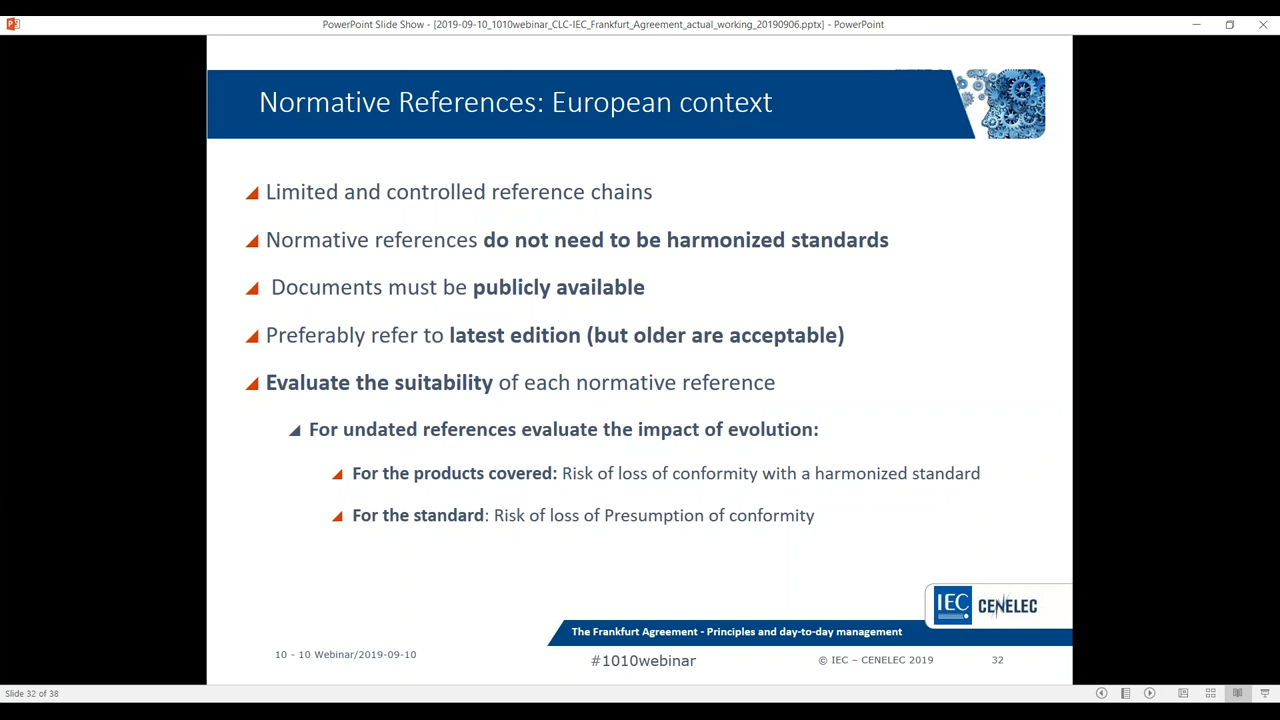 PowerPoint Slide Show - [2019-09-10_1010webinar_CLC-IEC_Frankfurt_Agreement_actual_working_20190906.pptx] - PowerPoint
Normative References: European context
Limited and controlled reference chains
Normative references do not need to be harmonized standards
Documents must be publicly available
Preferably refer to latest edition (but older are acceptable)
Evaluate the suitability of each normative reference
For undated references evaluate the impact of evolution:
For the products covered: Risk of loss of conformity with a harmonized standard
For the standard: Risk of loss of Presumption of conformity
IEC CENELEC
The Frankfurt Agreement - Principles and day-to-day management
10 - 10 Webinar/2019-09-10
#1010webinar
© IEC – CENELEC 2019
32
Slide 32 of 38